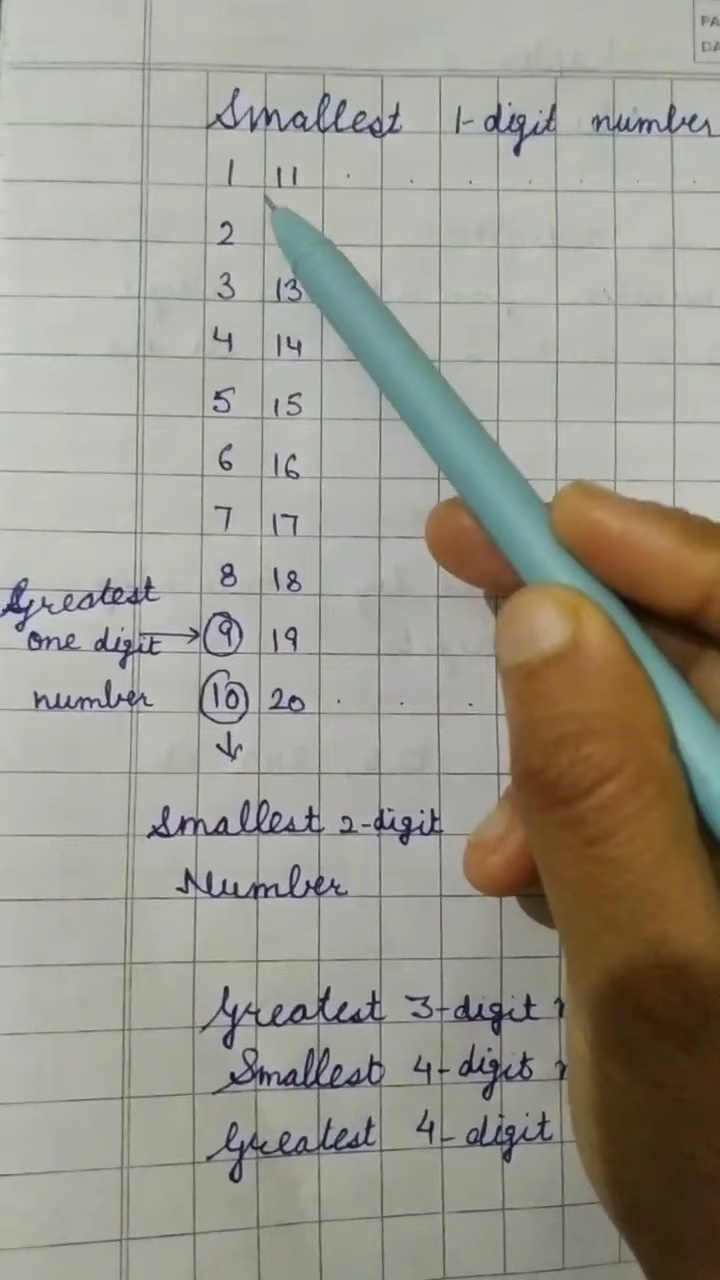 PA
DA
Smallest 1-digit number
1 11
2
3 13
4 14
5 15
6 16
7 17
8 18
Greatest
one digit → 9 19
number 10 20
↓
Smallest 2-digit
Number
Greatest 3-digit
Smallest 4-digit
Greatest 4-digit